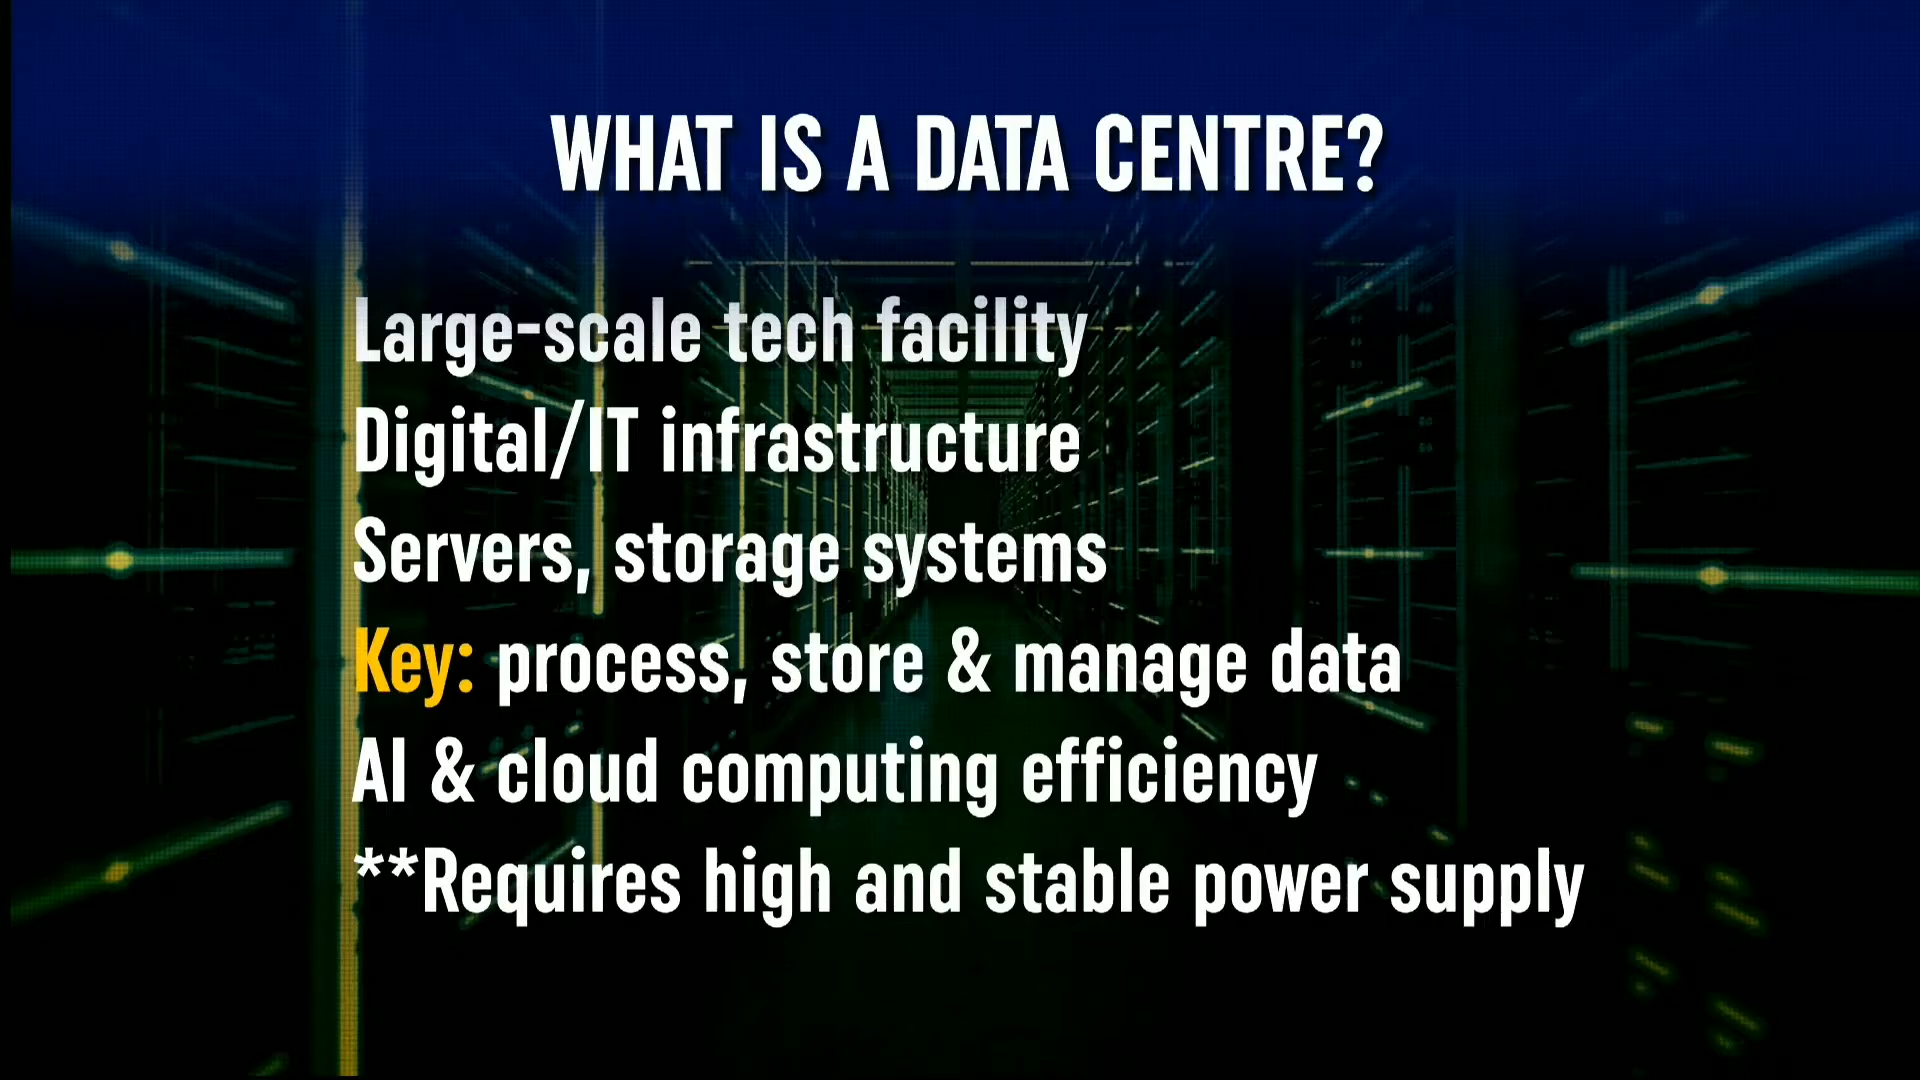 WHAT IS A DATA CENTRE?
Large-scale tech facility
Digital/IT infrastructure
Servers, storage systems
Key: process, store & manage data
AI & cloud computing efficiency
**Requires high and stable power supply